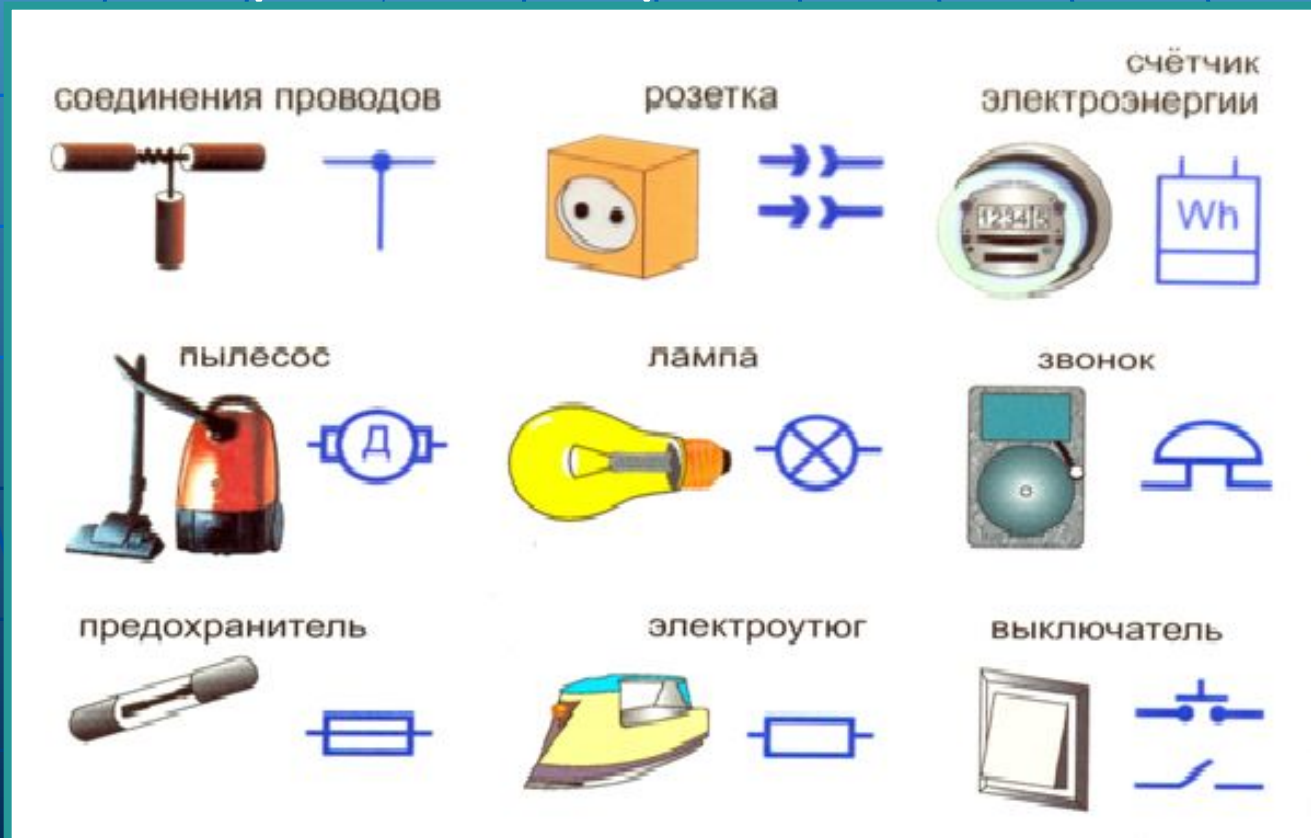 соединения проводов
розетка
счётчик
электроэнергии
12345
Wh
пылесос
Д
лампа
звонок
предохранитель
электроутюг
выключатель